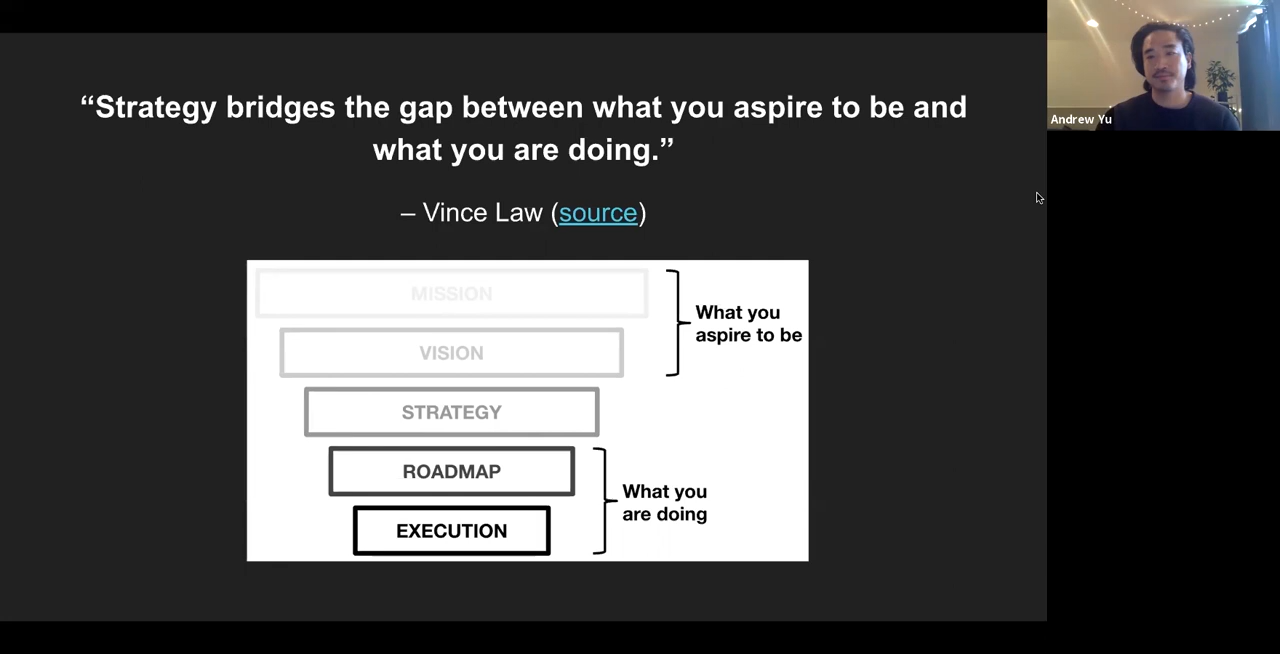 “Strategy bridges the gap between what you aspire to be and
what you are doing.”
– Vince Law (source)
MISSION
VISION
STRATEGY
ROADMAP
EXECUTION
What you
aspire to be
What you
are doing
Andrew Yu